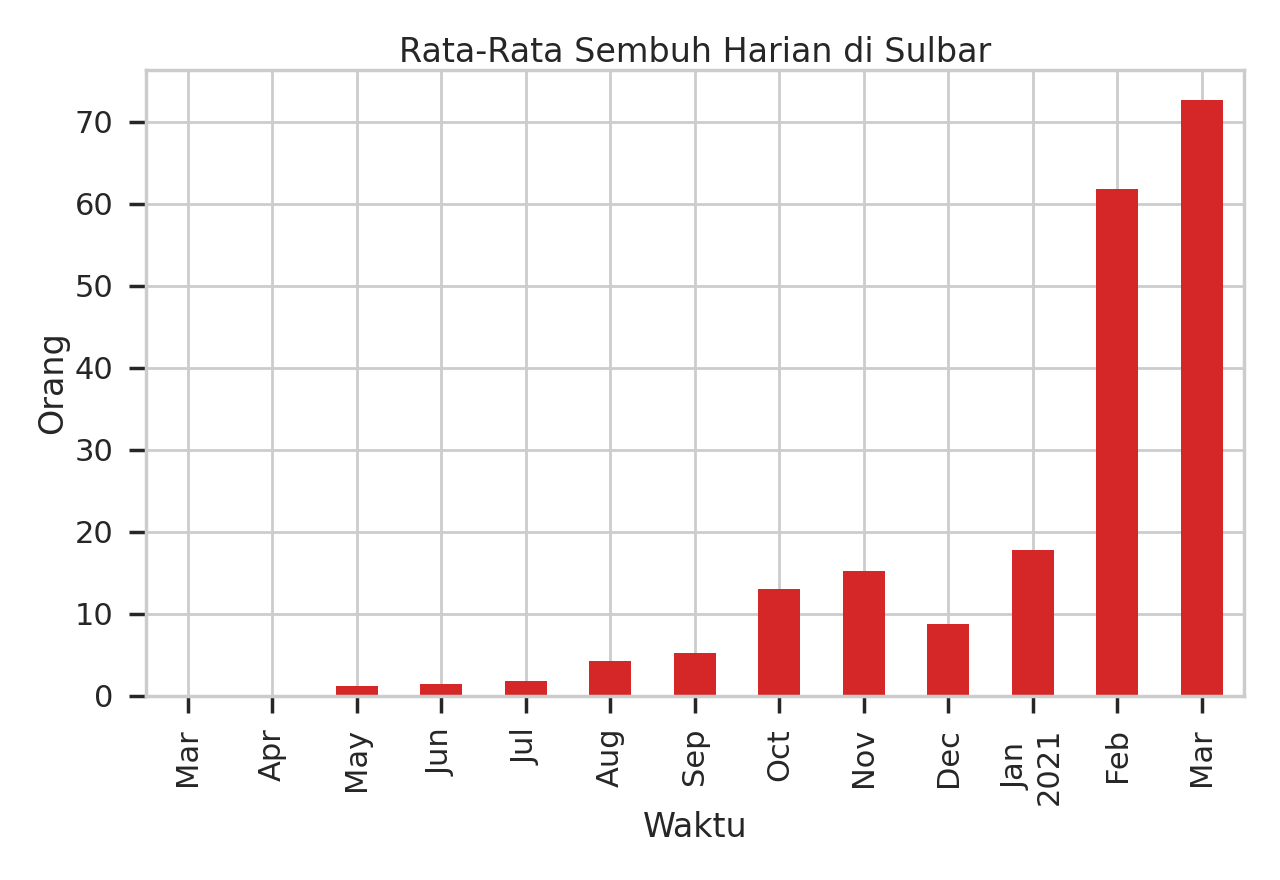 Rata-Rata Sembuh Harian di Sulbar
Orang
70
60
50
40
30
20
10
0
Mar
Apr
May
Jun
Jul
Aug
Sep
Oct
Nov
Dec
Jan
2021
Feb
Mar
Waktu